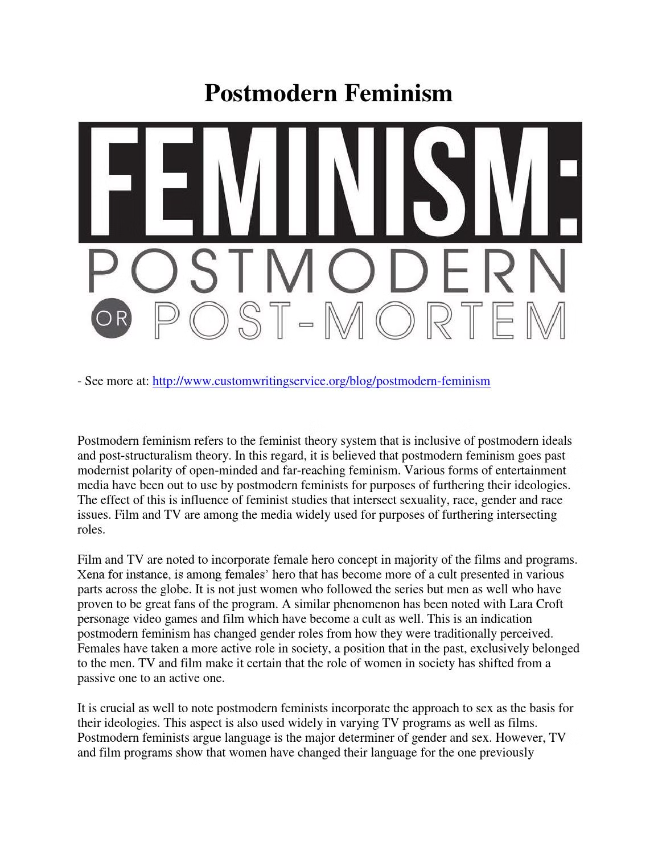 Postmodern Feminism
FEMINISM:
POSTMODERN
OR POST-MORTEM
- See more at: http://www.customwritingservice.org/blog/postmodern-feminism
Postmodern feminism refers to the feminist theory system that is inclusive of postmodern ideals
and post-structuralism theory. In this regard, it is believed that postmodern feminism goes past
modernist polarity of open-minded and far-reaching feminism. Various forms of entertainment
media have been out to use by postmodern feminists for purposes of furthering their ideologies.
The effect of this is influence of feminist studies that intersect sexuality, race, gender and race
issues. Film and TV are among the media widely used for purposes of furthering intersecting
roles.
Film and TV are noted to incorporate female hero concept in majority of the films and programs.
Xena for instance, is among females' hero that has become more of a cult presented in various
parts across the globe. It is not just women who followed the series but men as well who have
proven to be great fans of the program. A similar phenomenon has been noted with Lara Croft
personage video games and film which have become a cult as well. This is an indication
postmodern feminism has changed gender roles from how they were traditionally perceived.
Females have taken a more active role in society, a position that in the past, exclusively belonged
to the men. TV and film make it certain that the role of women in society has shifted from a
passive one to an active one.
It is crucial as well to note postmodern feminists incorporate the approach to sex as the basis for
their ideologies. This aspect is also used widely in varying TV programs as well as films.
Postmodern feminists argue language is the major determiner of gender and sex. However, TV
and film programs show that women have changed their language for the one previously